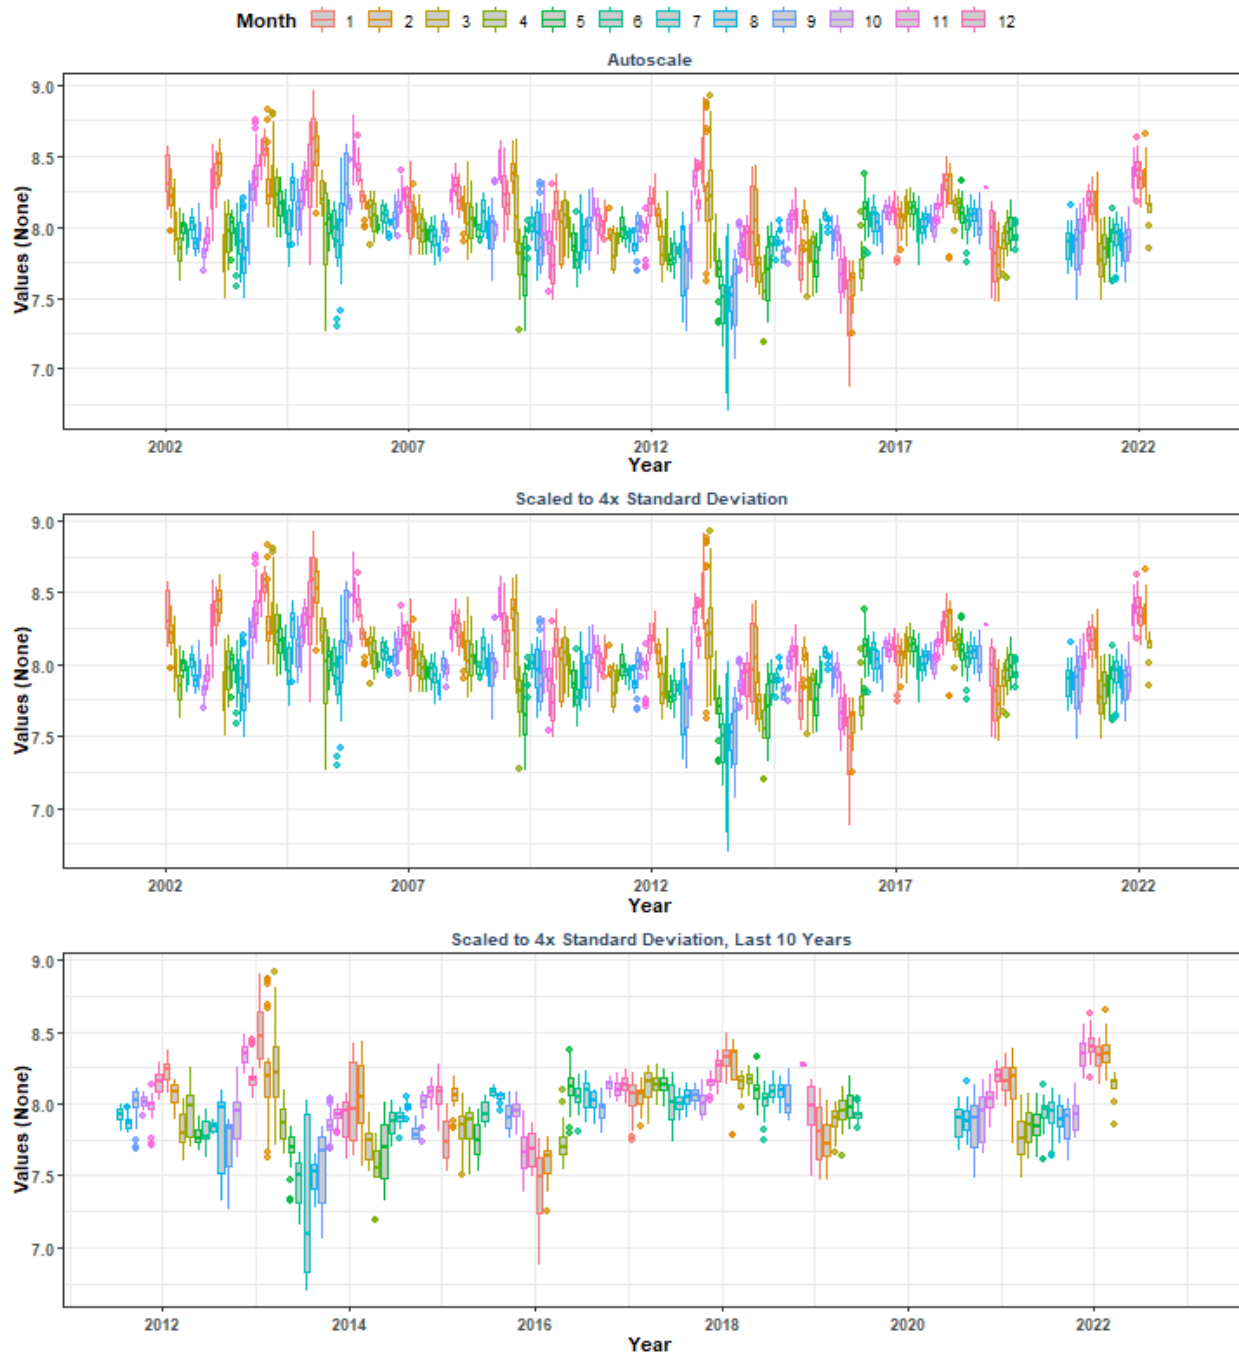 Month 1 2 3 4 5 6 7 8 9 10 11 12
Autoscale
Values (None)
9.0
8.5
8.0
7.5
7.0
2002 2007 2012 2017 2022
Year
Scaled to 4x Standard Deviation
Values (None)
9.0
8.5
8.0
7.5
7.0
2002 2007 2012 2017 2022
Year
Scaled to 4x Standard Deviation, Last 10 Years
Values (None)
9.0
8.5
8.0
7.5
7.0
2012 2014 2016 2018 2020 2022
Year